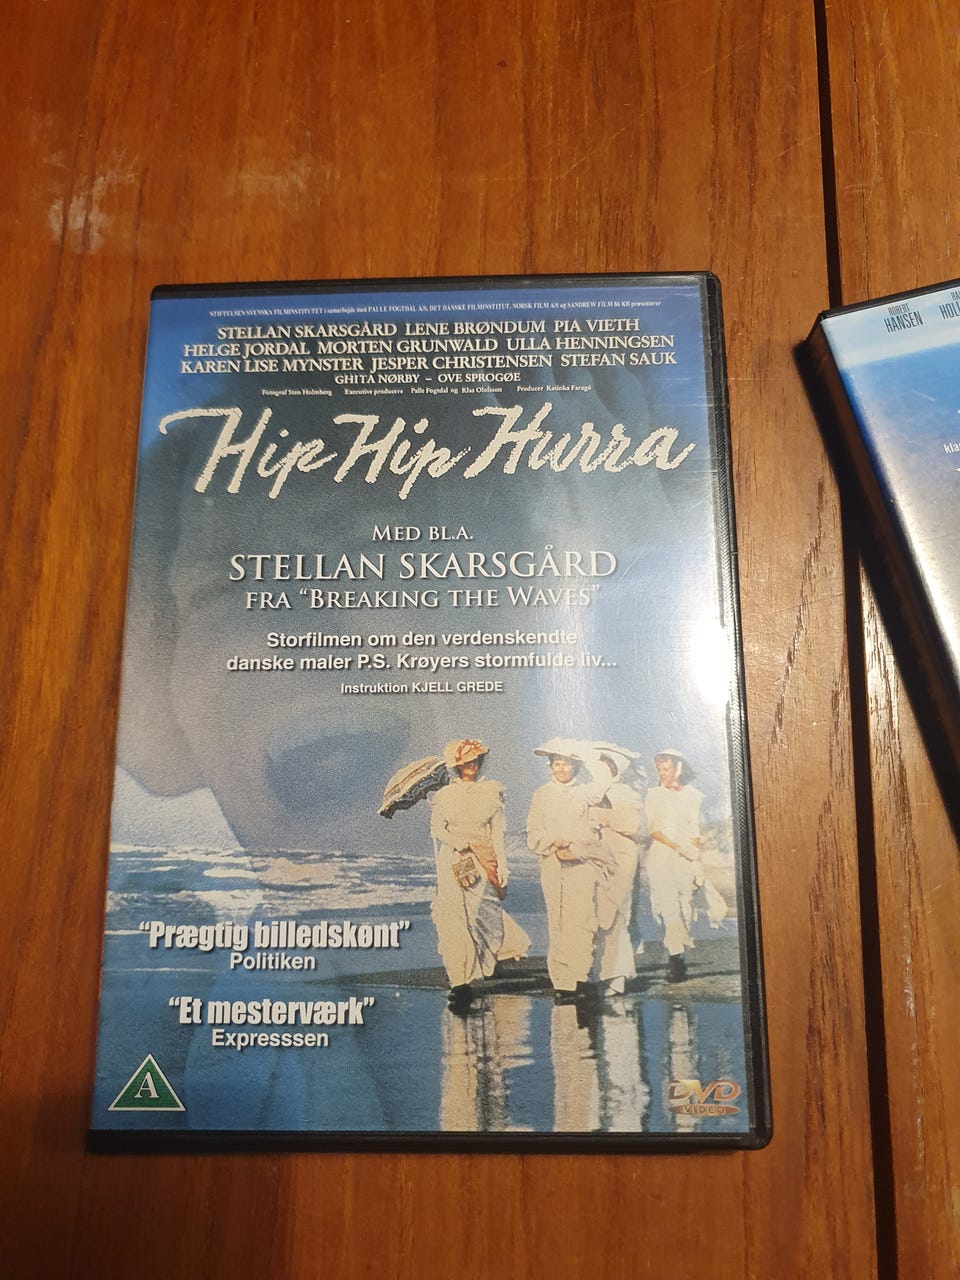 STIFTELSEN SVENSKA FILMINSTITUTET i samarbejde med PALLE FOGTDAL A/S, DET DANSKE FILMINSTITUT, NORSK FILM A/S og SANDREW FILM & KB præsenterer
STELLAN SKARSGÅRD LENE BRØNDUM PIA VIETH
HELGE JORDAL MORTEN GRUNWALD ULLA HENNINGSEN
KAREN LISE MYNSTER JESPER CHRISTENSEN STEFAN SAUK
GHITA NØRBY – OVE SPROGØE
Fotograf Sten Holmberg Executive producere Palle Fogtdal og Klas Olofsson Producer Katinka Faragó
Hip Hip Hurra
MED BL.A.
STELLAN SKARSGÅRD
FRA "BREAKING THE WAVES"
Storfilmen om den verdenskendte
danske maler P.S. Krøyers stormfulde liv...
Instruktion KJELL GREDE
"Prægtig billedskønt"
Politiken
"Et mesterværk"
Expresssen
A
DVD
VIDEO
ROBERT
HANSEN